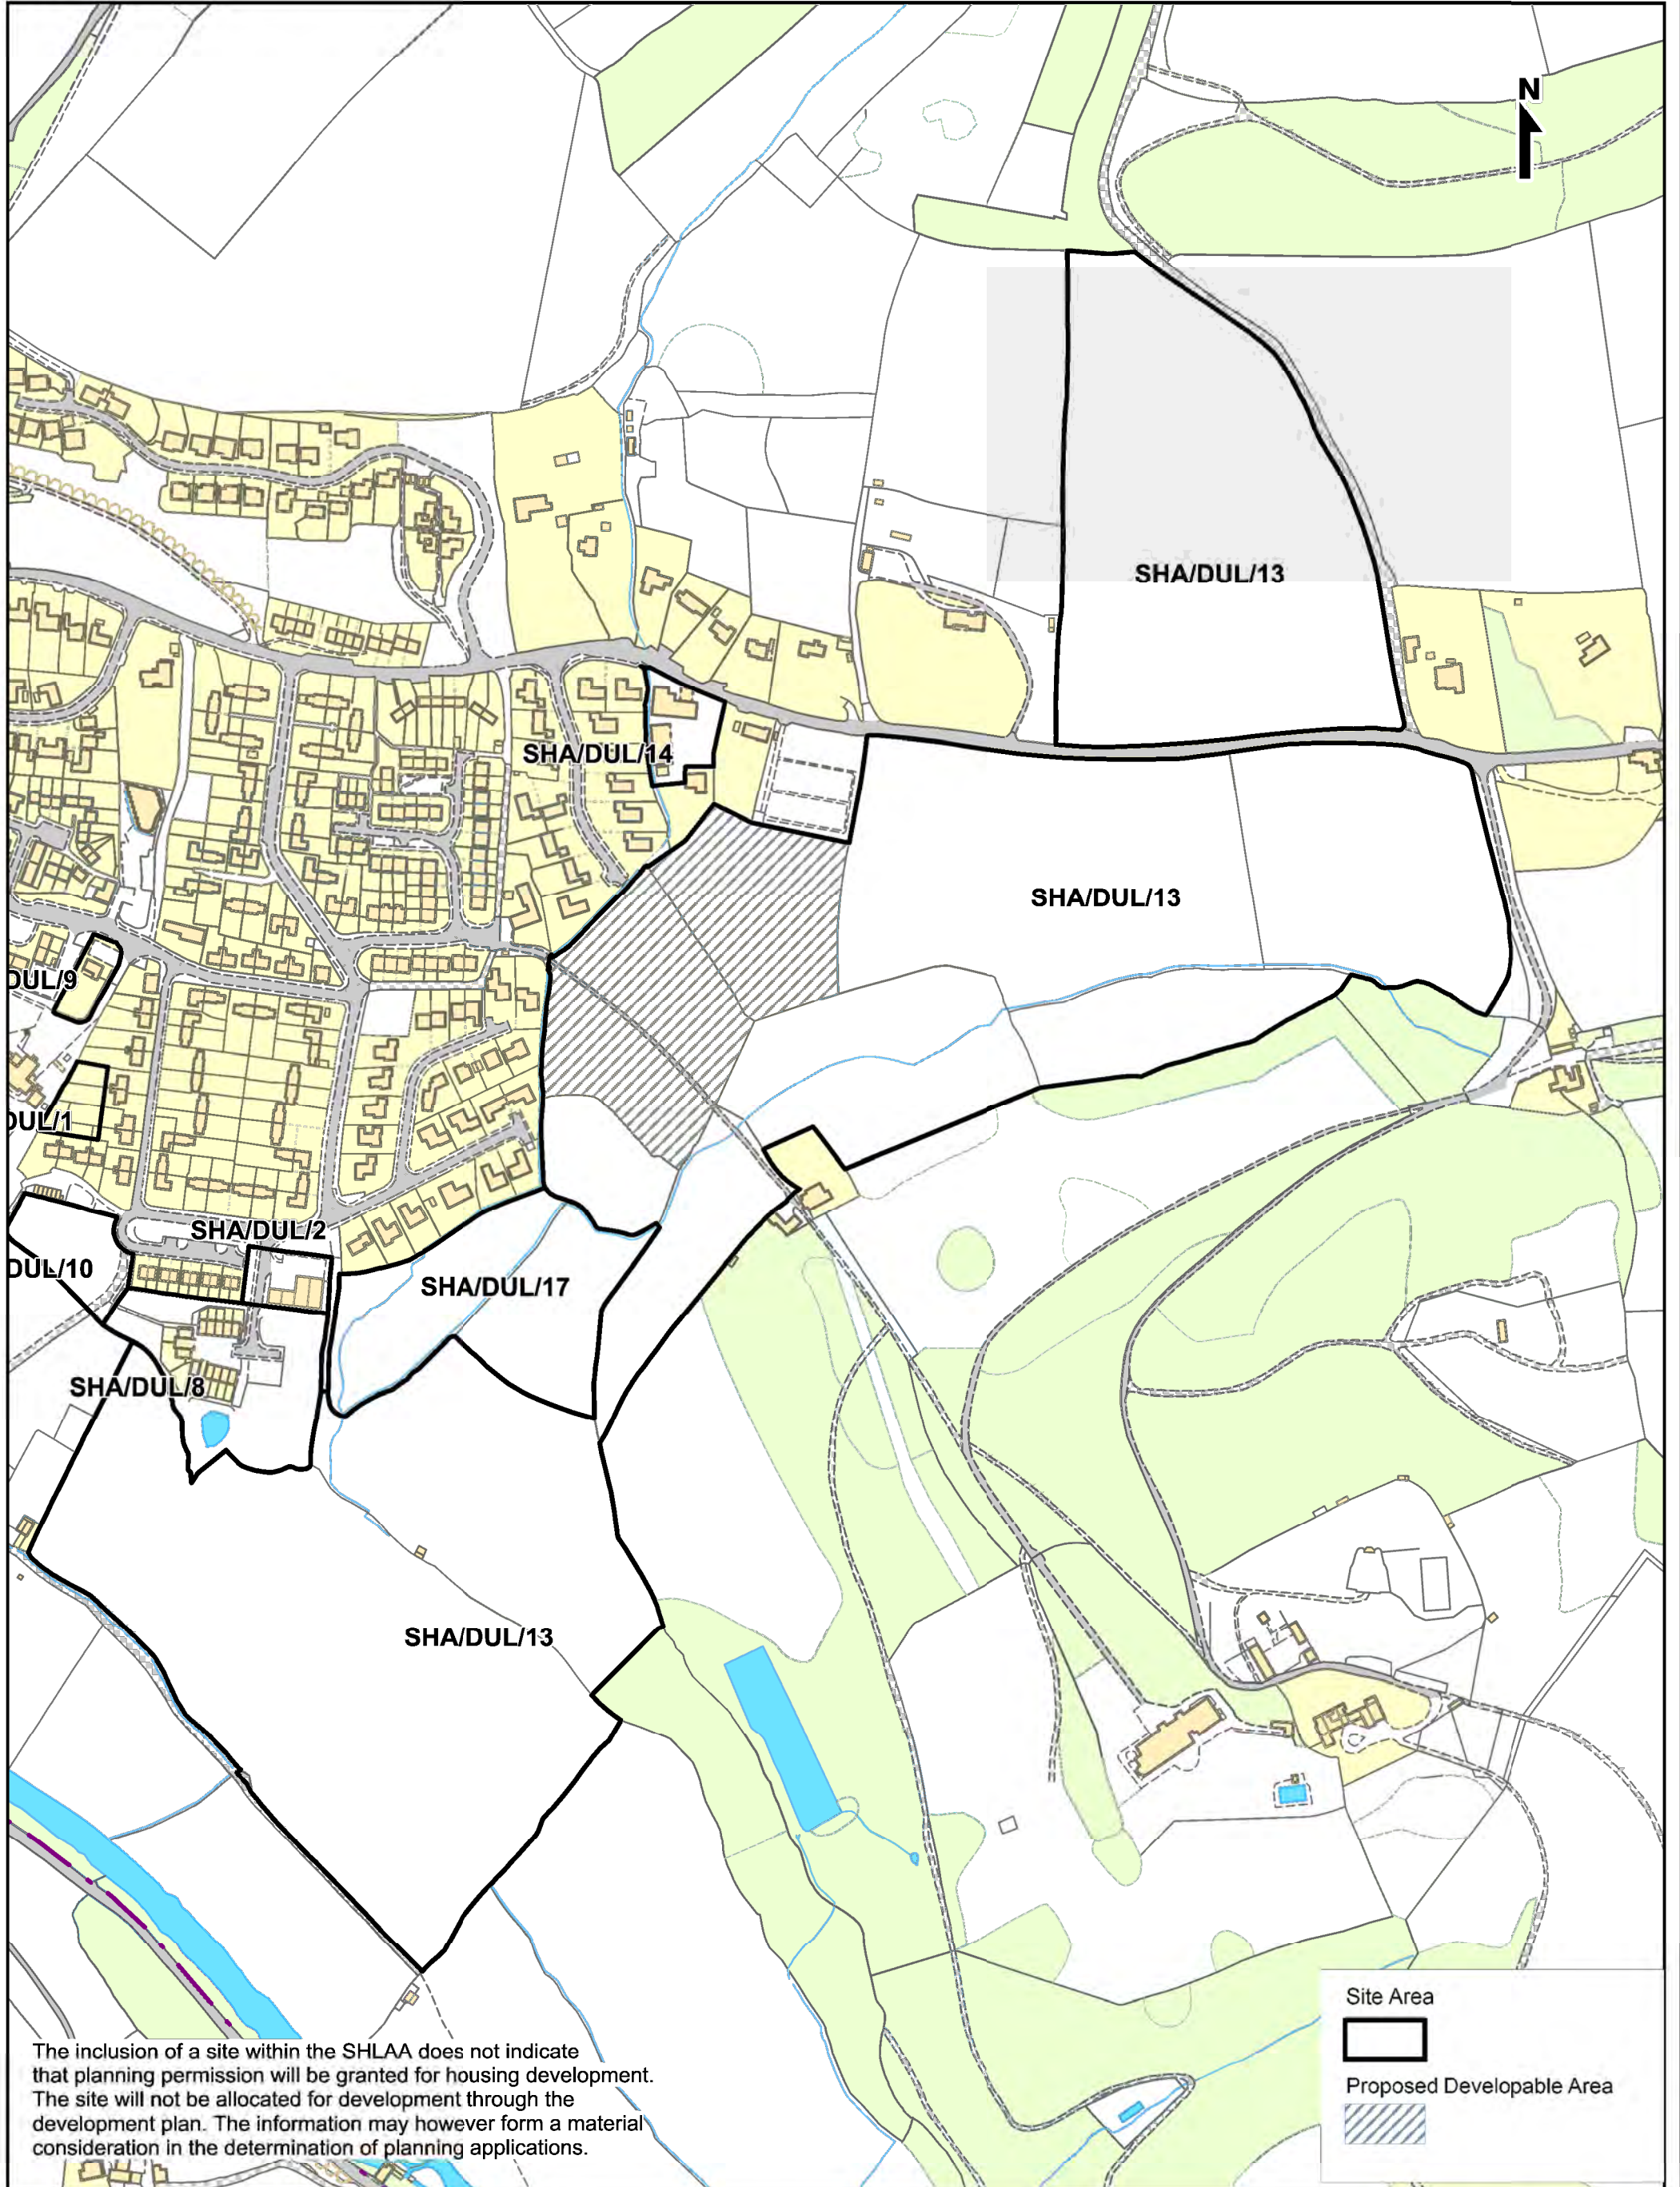 N
SHA/DUL/13
SHA/DUL/14
SHA/DUL/13
DUL/9
DUL/1
SHA/DUL/2
DUL/10
SHA/DUL/17
SHA/DUL/8
SHA/DUL/13
Site Area
Proposed Developable Area
The inclusion of a site within the SHLAA does not indicate
that planning permission will be granted for housing development.
The site will not be allocated for development through the
development plan. The information may however form a material
consideration in the determination of planning applications.